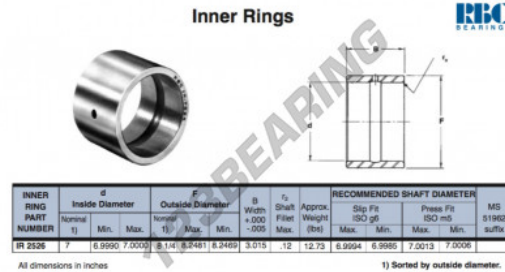 Inner Rings
RBC
BEARINGS
B
rs
d
F
123BEARING
INNER RING PART NUMBER
d Inside Diameter
F Outside Diameter
B Width +.000 -.005
rs Shaft Fillet Max.
Approx. Weight (lbs)
RECOMMENDED SHAFT DIAMETER
Slip Fit ISO g6
Press Fit ISO m5
MS 51962 suffix
Nominal 1) Min. Max. Nominal 1) Max. Min. Max. Min. Max. Min.
IR 2526 7 6.9990 7.0000 8 1/4 8.2481 8.2469 3.015 .12 12.73 6.9994 6.9985 7.0013 7.0006
All dimensions in inches 1) Sorted by outside diameter.